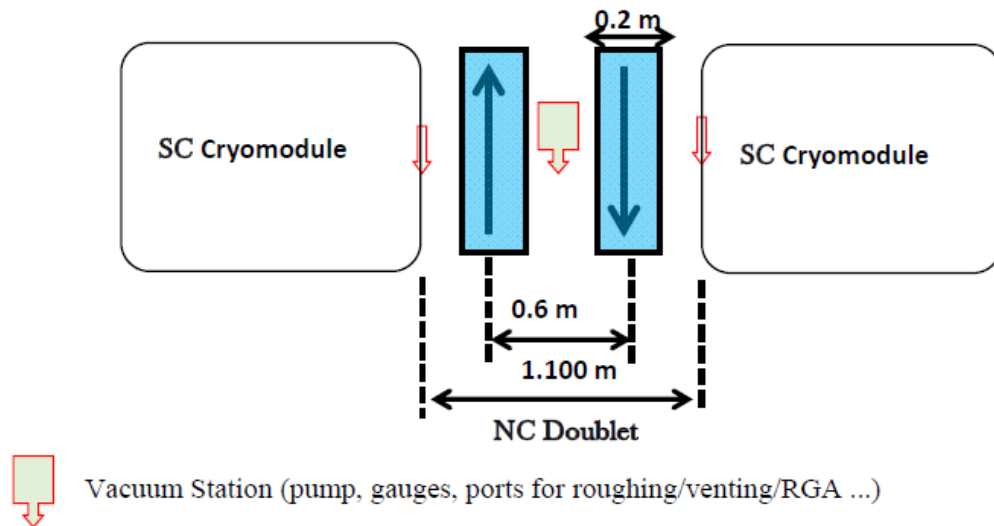 0.2 m
SC Cryomodule
SC Cryomodule
0.6 m
1.100 m
NC Doublet
Vacuum Station (pump, gauges, ports for roughing/venting/RGA ...)